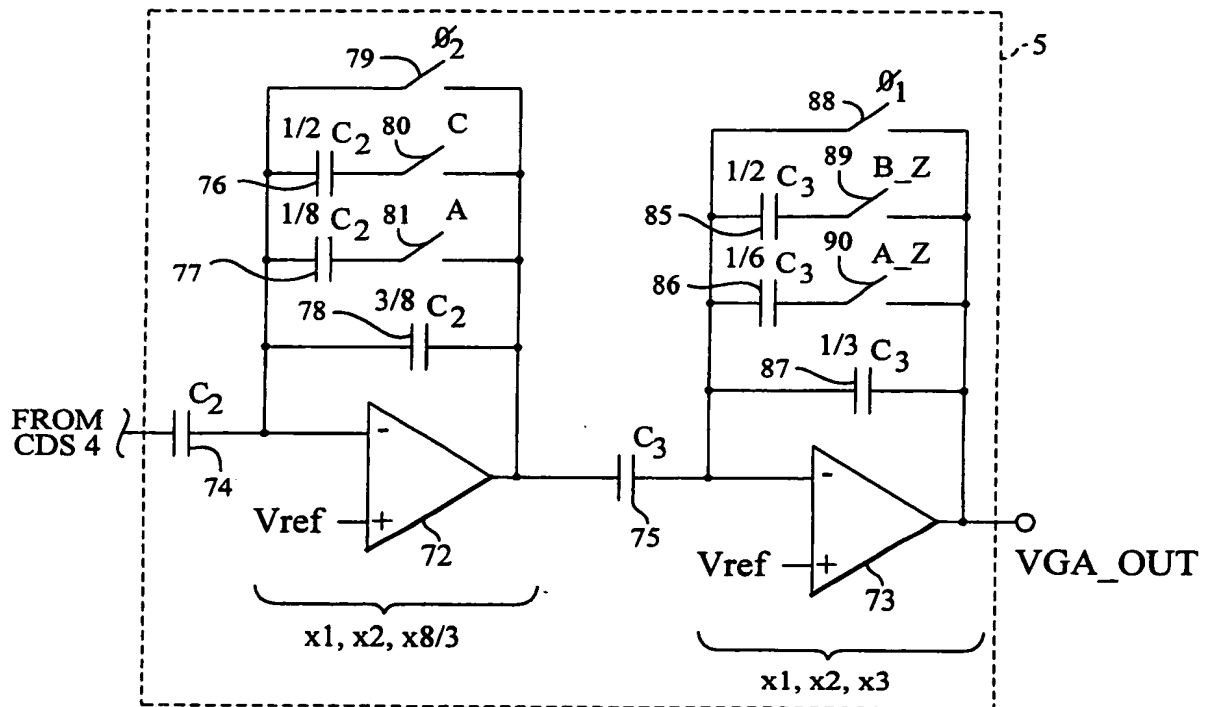 5
79 Ø2
1/2 C2 80 C
76
1/8 C2 81 A
77
3/8 C2
78
88 Ø1
1/2 C3 89 B_Z
85
1/6 C3 90 A_Z
86
1/3 C3
87
FROM
CDS 4
C2
74
-
Vref +
72
C3
75
-
Vref +
73
VGA_OUT
x1, x2, x8/3
x1, x2, x3